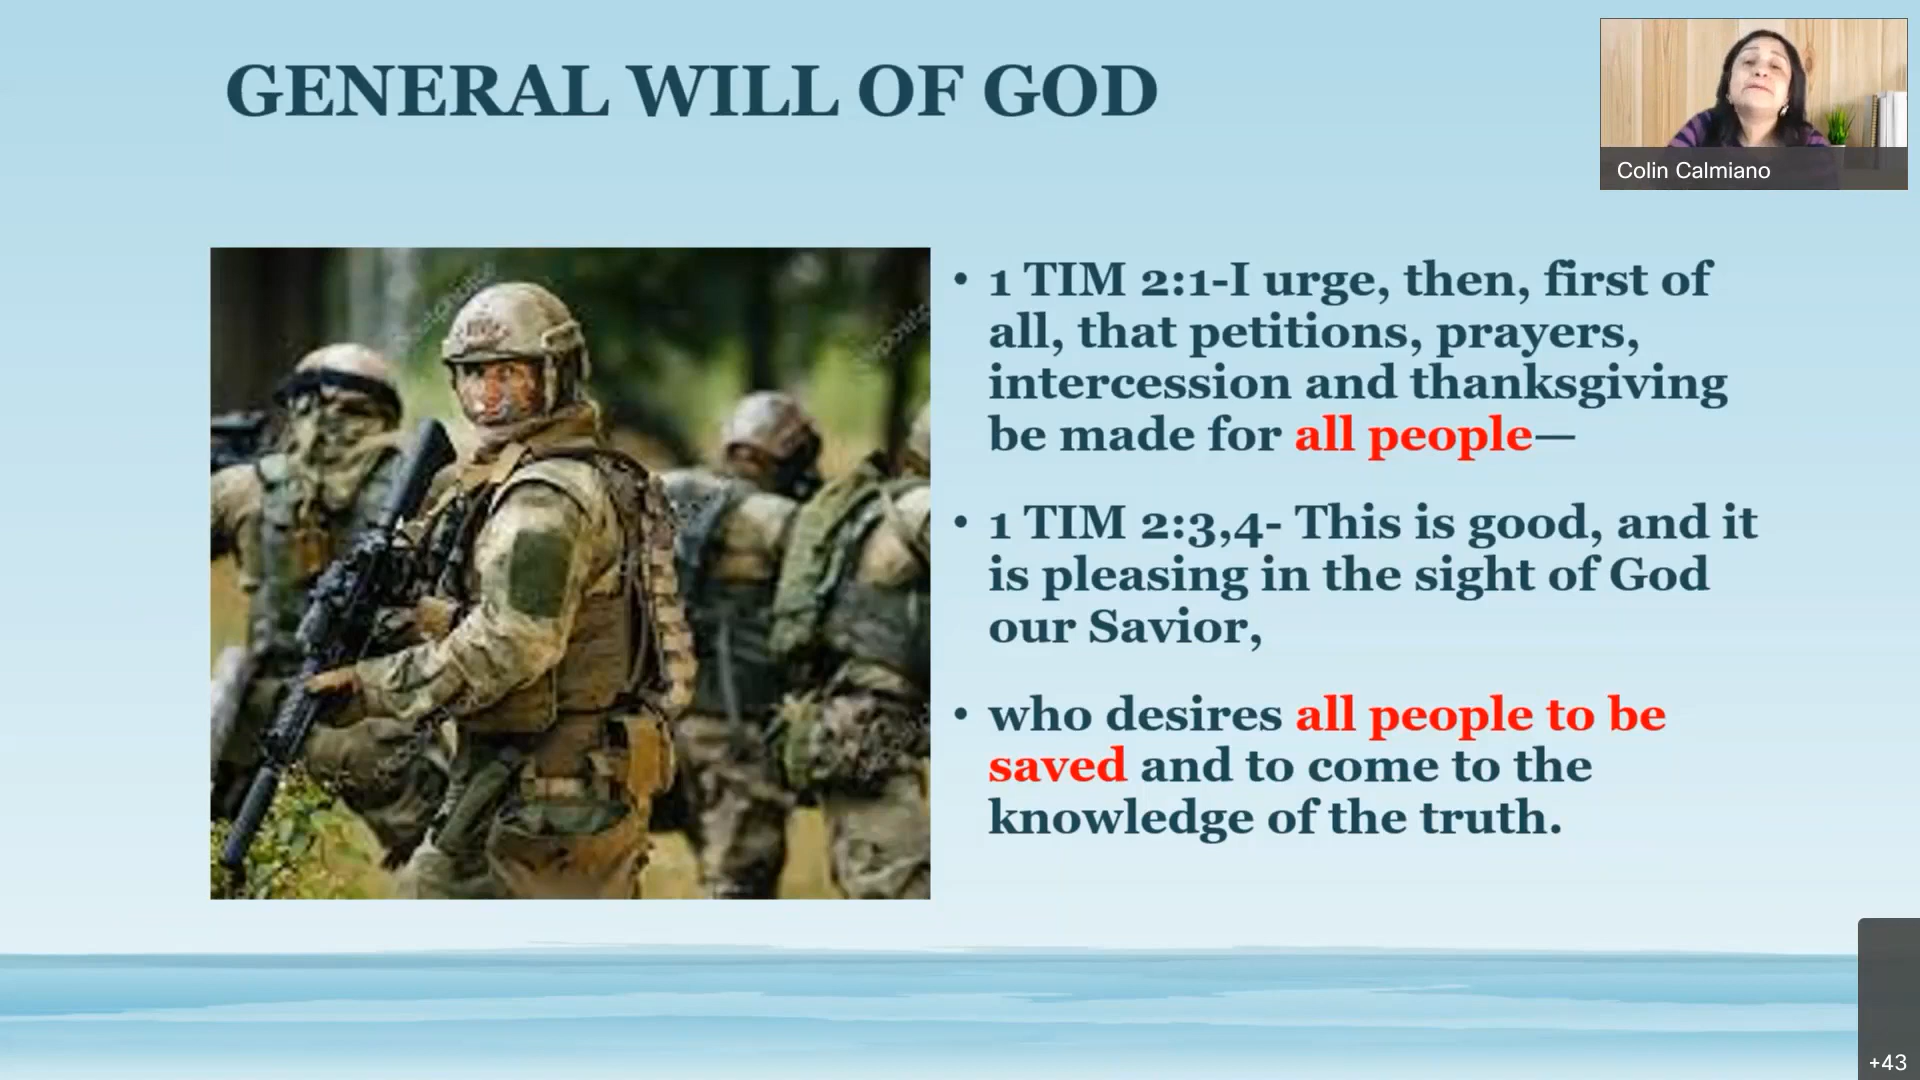 GENERAL WILL OF GOD
Colin Calmiano
• 1 TIM 2:1-I urge, then, first of
all, that petitions, prayers,
intercession and thanksgiving
be made for all people—
• 1 TIM 2:3,4- This is good, and it
is pleasing in the sight of God
our Savior,
• who desires all people to be
saved and to come to the
knowledge of the truth.
+43